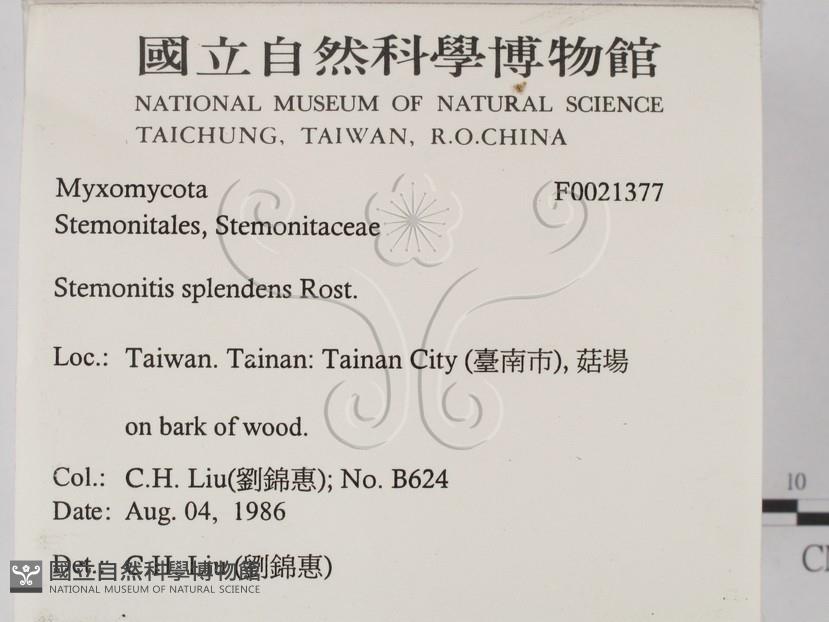 國立自然科學博物館
NATIONAL MUSEUM OF NATURAL SCIENCE
TAICHUNG, TAIWAN, R.O.CHINA
Myxomycota F0021377
Stemonitales, Stemonitaceae
Stemonitis splendens Rost.
Loc.: Taiwan. Tainan: Tainan City (臺南市), 菇場
on bark of wood.
Col.: C.H. Liu(劉錦惠); No. B624
Date: Aug. 04, 1986
Det.: C.H. Liu (劉錦惠)
國立自然科學博物館
NATIONAL MUSEUM OF NATURAL SCIENCE
10